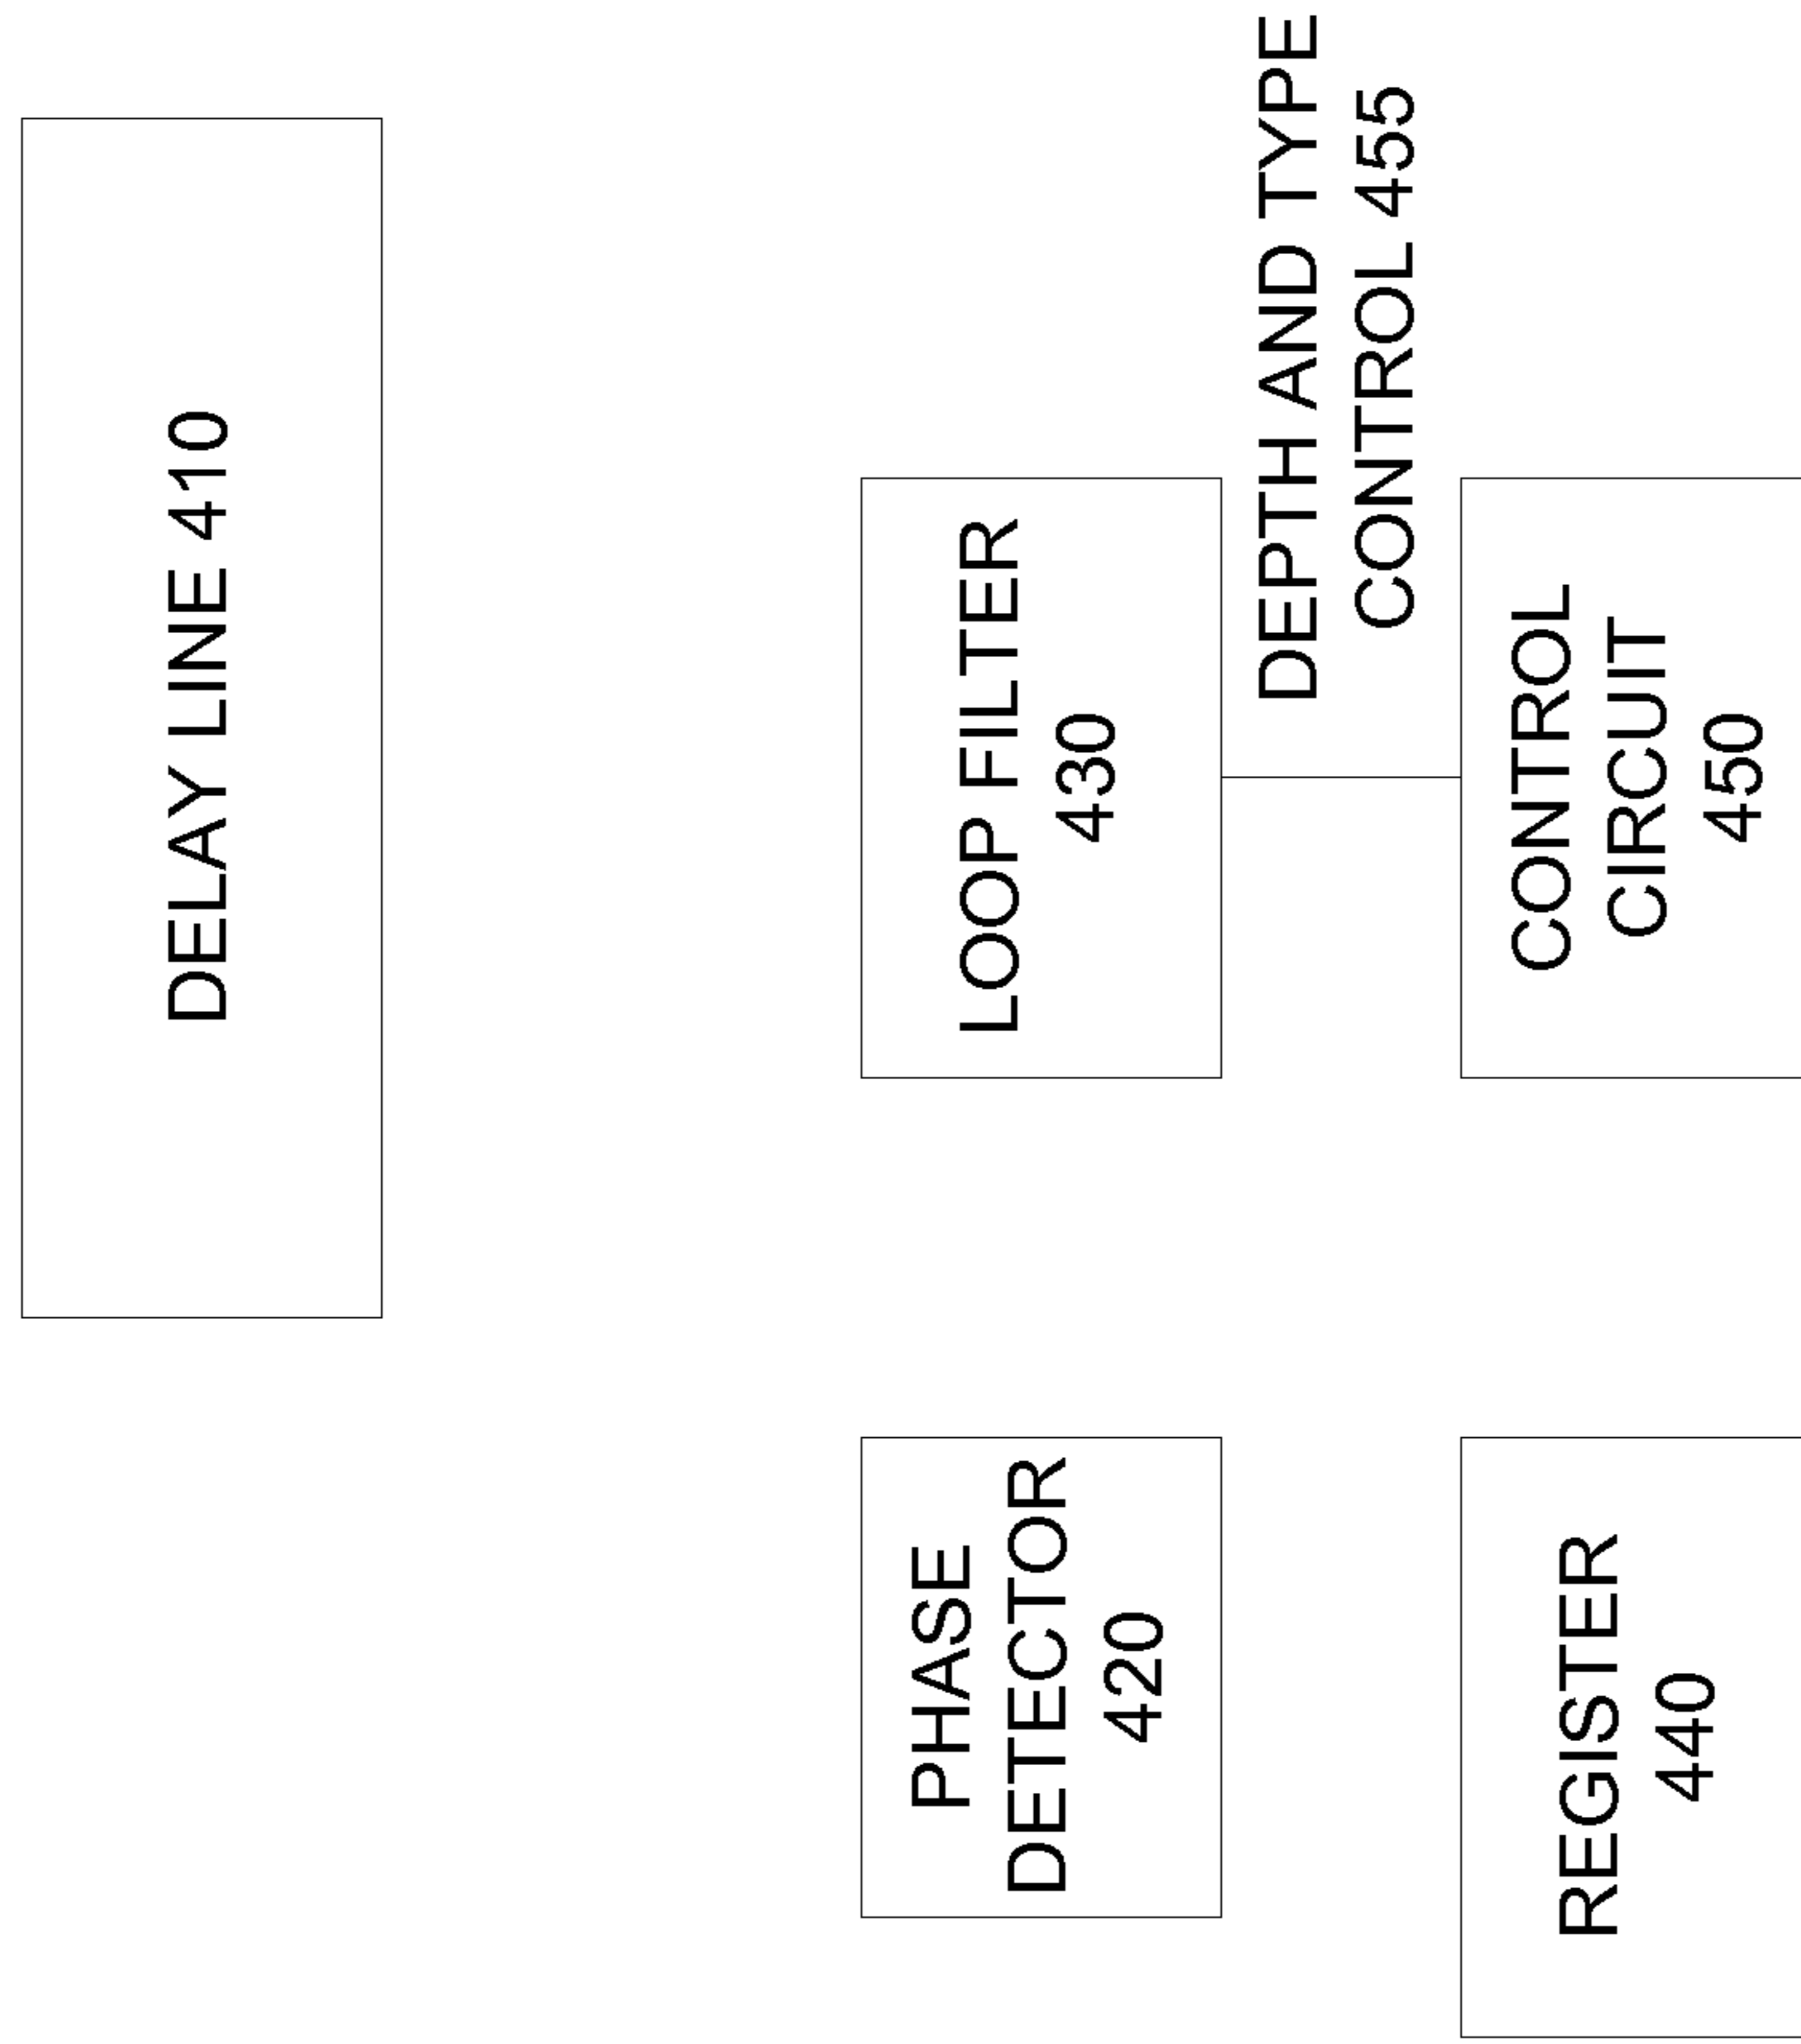 DELAY LINE 410
PHASE
DETECTOR
420
LOOP FILTER
430
DEPTH AND TYPE
CONTROL 455
REGISTER
440
CONTROL
CIRCUIT
450